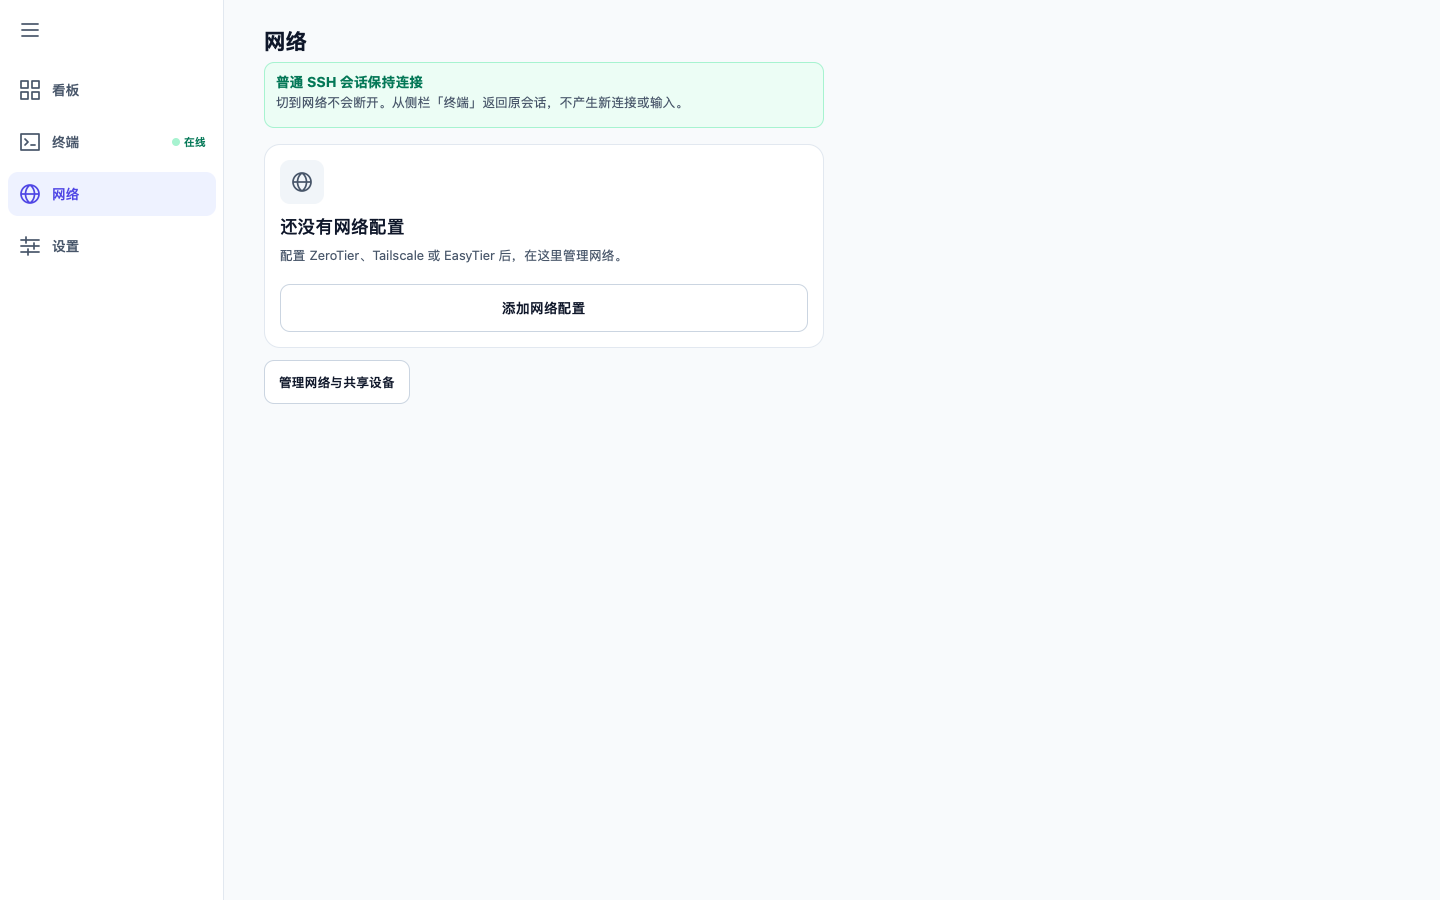 网络
普通 SSH 会话保持连接
切到网络不会断开。从侧栏「终端」返回原会话，不产生新连接或输入。
看板
终端
在线
网络
设置
还没有网络配置
配置 ZeroTier、Tailscale 或 EasyTier 后，在这里管理网络。
添加网络配置
管理网络与共享设备